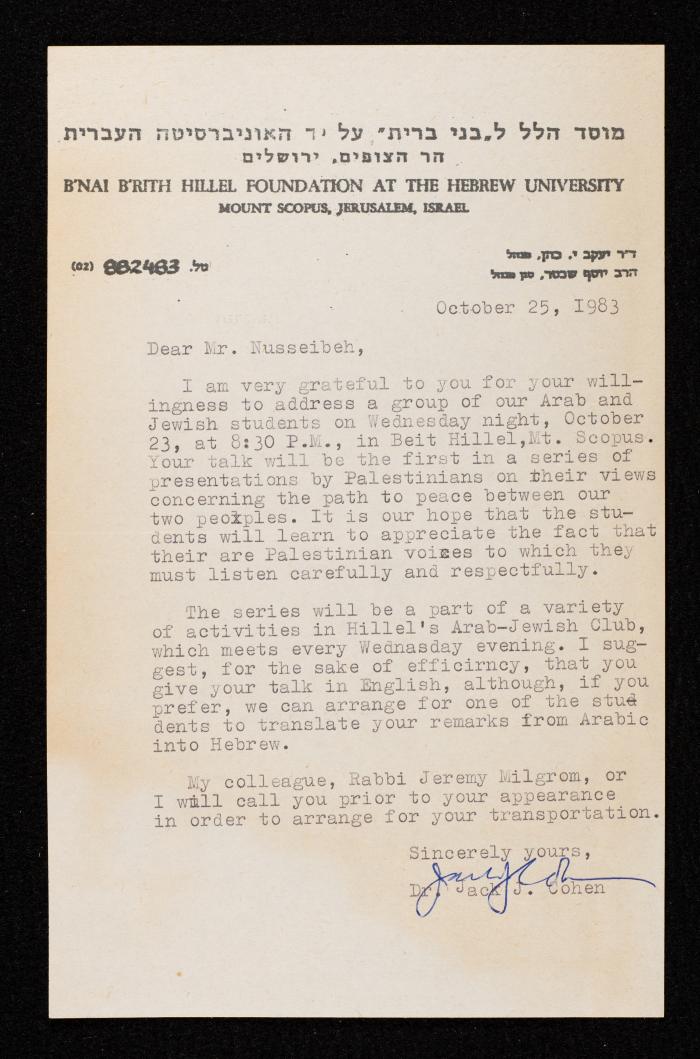 מוסד הלל ל„בני ברית״ על יד האוניברסיטה העברית
הר הצופים, ירושלים
B'NAI B'RITH HILLEL FOUNDATION AT THE HEBREW UNIVERSITY
MOUNT SCOPUS, JERUSALEM, ISRAEL
ד״ר יעקב י. כהן, מנהל
הרב יוסף שכטר, סגן מנהל
טל. 882483 (02)
October 25, 1983
Dear Mr. Nusseibeh,
I am very grateful to you for your will-
ingness to address a group of our Arab and
Jewish students on Wednesday night, October
23, at 8:30 P.M., in Beit Hillel,Mt. Scopus.
Your talk will be the first in a series of
presentations by Palestinians on their views
concerning the path to peace between our
two peoxples. It is our hope that the stu-
dents will learn to appreciate the fact that
their are Palestinian voices to which they
must listen carefully and respectfully.
The series will be a part of a variety
of activities in Hillel's Arab-Jewish Club,
which meets every Wednasday evening. I sug-
gest, for the sake of efficirncy, that you
give your talk in English, although, if you
prefer, we can arrange for one of the stud
dents to translate your remarks from Arabic
into Hebrew.
My colleague, Rabbi Jeremy Milgrom, or
I will call you prior to your appearance
in order to arrange for your transportation.
Sincerely yours,
Dr. Jack J. Cohen